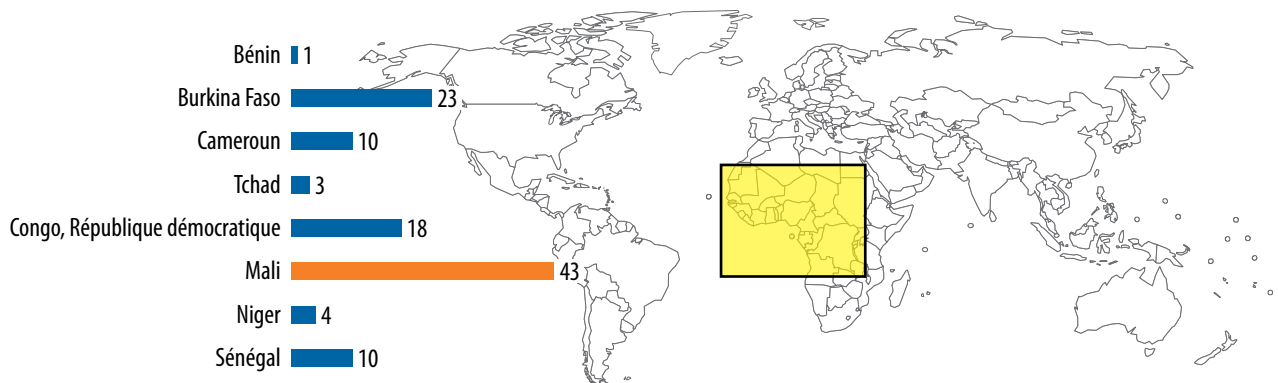 Bénin 1
Burkina Faso 23
Cameroun 10
Tchad 3
Congo, République démocratique 18
Mali 43
Niger 4
Sénégal 10